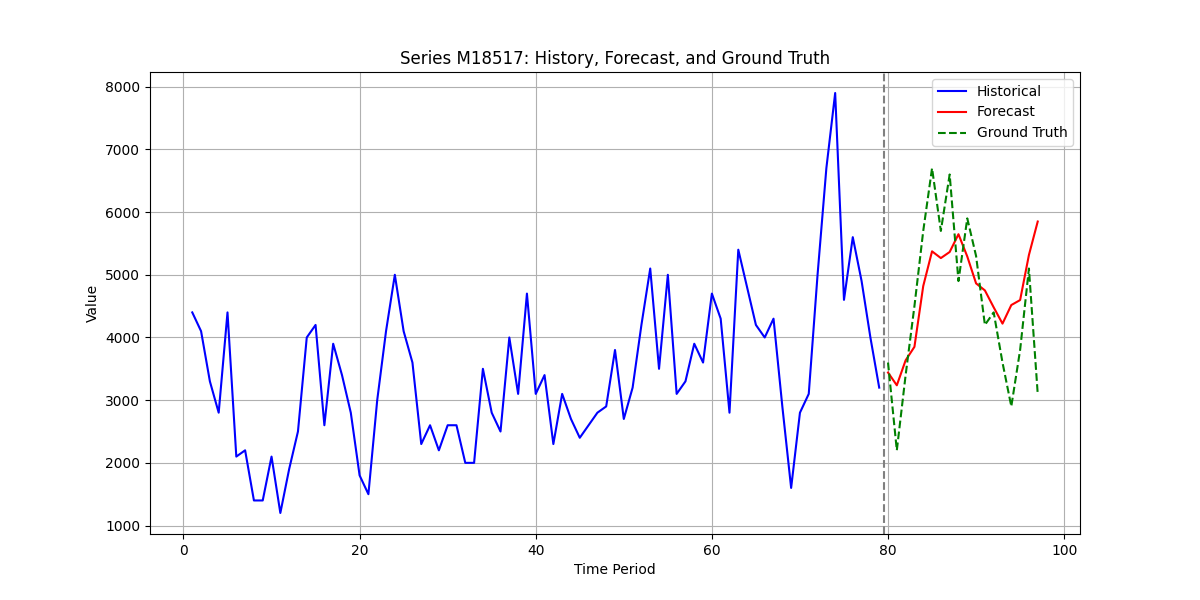 Series M18517: History, Forecast, and Ground Truth
Historical
Forecast
Ground Truth
8000
7000
6000
5000
4000
3000
2000
1000
Value
0 20 40 60 80 100
Time Period